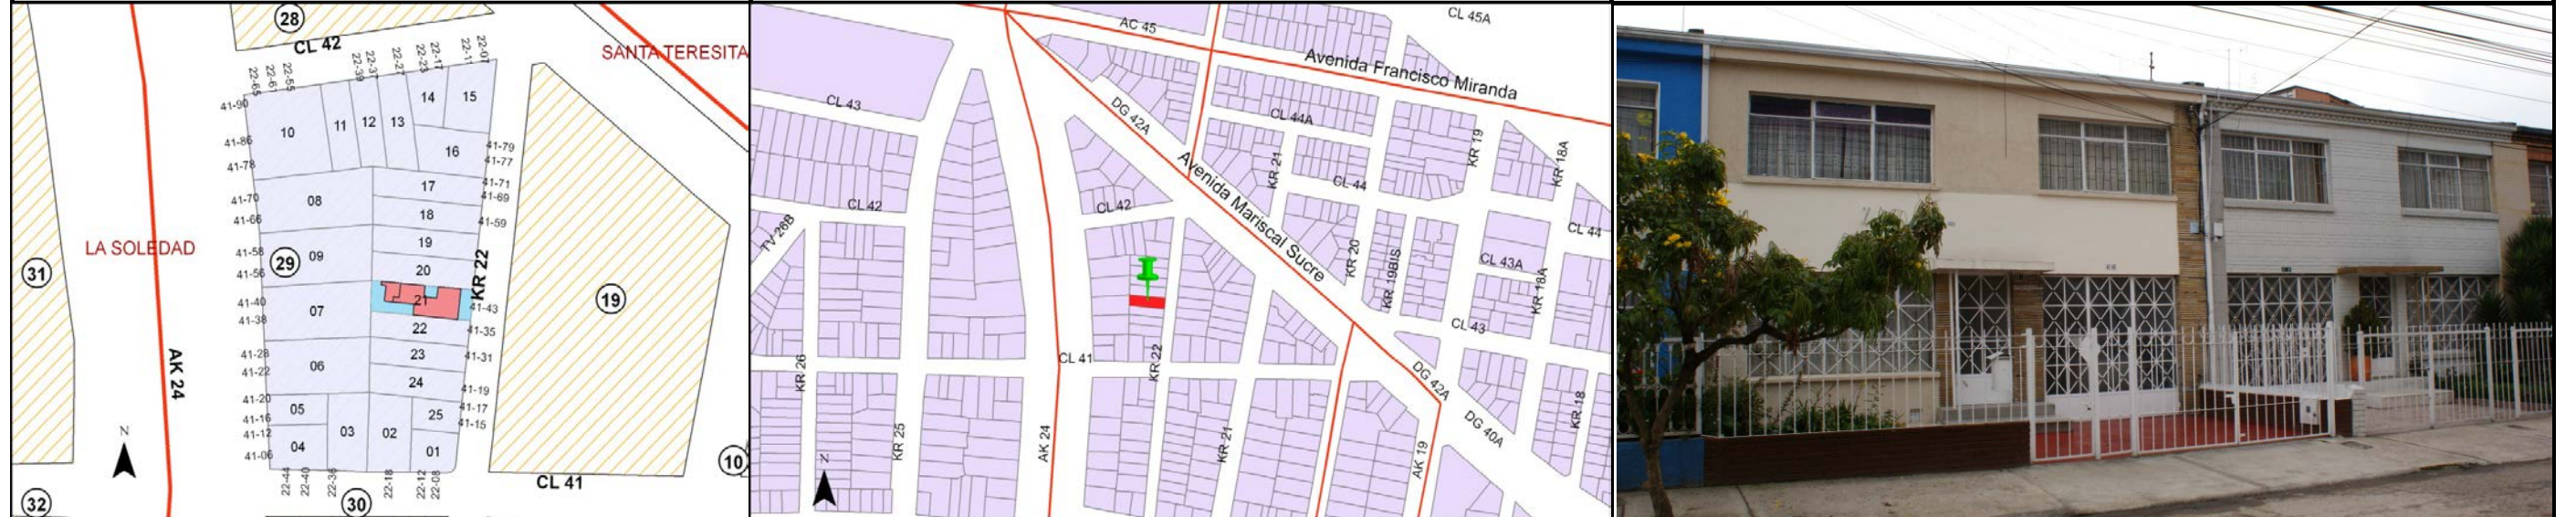 28
CL 42
SANTA TERESITA
22-65
22-61
22-55
22-39
22-37
22-27
22-23
22-17
22-11
22-07
41-90
41-86
41-78
41-70
41-66
41-58
41-56
41-40
41-38
41-28
41-22
41-20
41-16
41-12
41-06
10
11
12
13
14
15
16
08
17
18
09
19
20
07
21
22
06
23
24
05
25
04
03
02
01
41-79
41-77
41-71
41-69
41-59
41-43
41-35
41-31
41-19
41-17
41-15
KR 22
LA SOLEDAD
29
31
19
AK 24
N
22-44
22-40
22-36
22-18
22-12
22-08
CL 41
10
32
30
AC 45
CL 45A
Avenida Francisco Miranda
CL 43
DG 42A
CL 44A
KR 19
KR 18A
KR 21
CL 44
Avenida Mariscal Sucre
CL 42
CL 42
TV 26B
CL 44
KR 20
KR 19BIS
CL 43A
KR 18A
CL 43
CL 41
KR 22
KR 26
DG 42A
KR 25
AK 24
KR 21
DG 40A
KR 18
AK 19
N